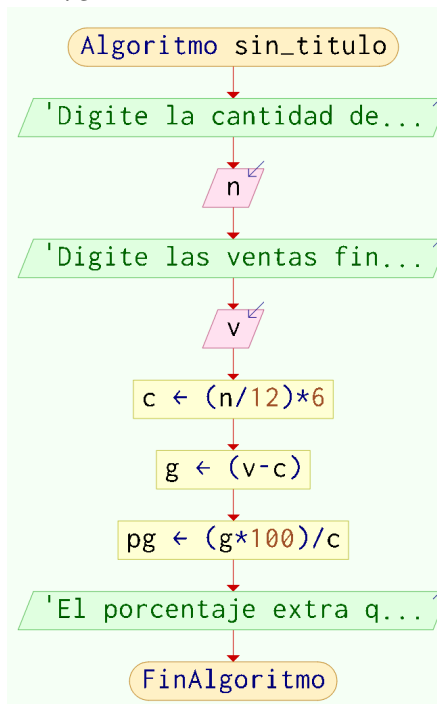 Algoritmo sin_titulo
'Digite la cantidad de...
n
'Digite las ventas fin...
v
c ← (n/12)*6
g ← (v-c)
pg ← (g*100)/c
'El porcentaje extra q...
FinAlgoritmo